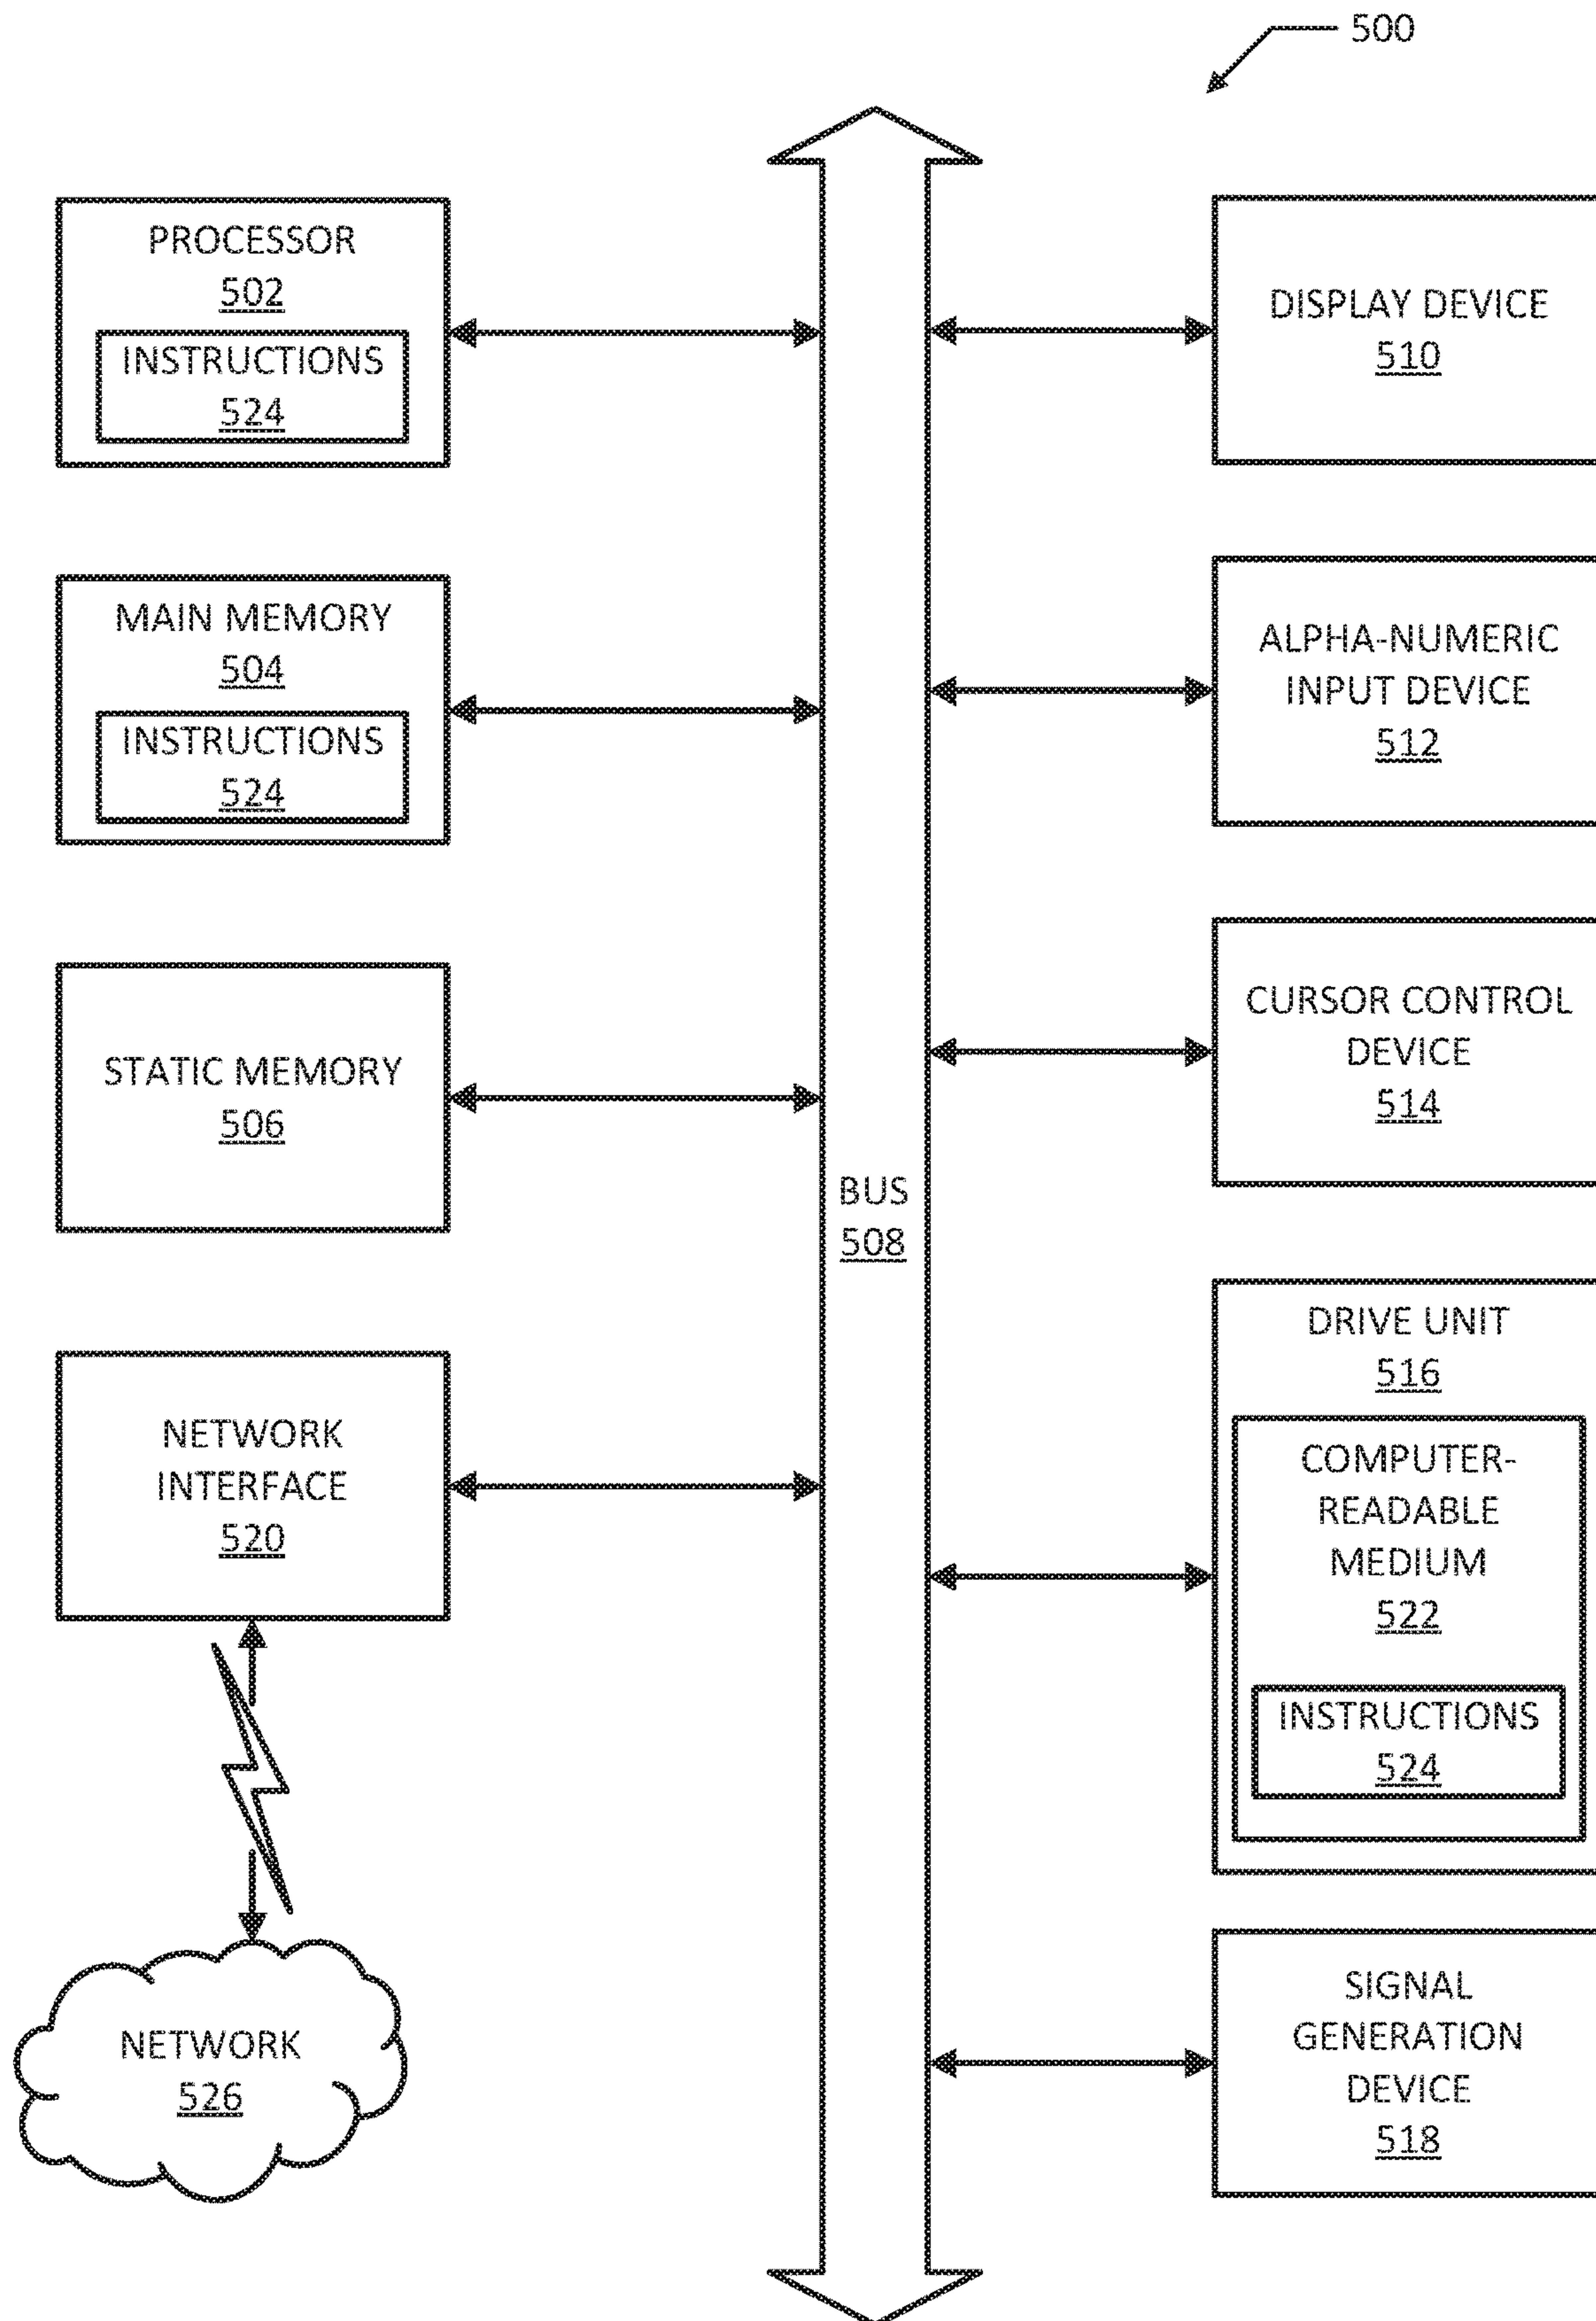 500
PROCESSOR
502
INSTRUCTIONS
524
MAIN MEMORY
504
INSTRUCTIONS
524
STATIC MEMORY
506
NETWORK
INTERFACE
520
NETWORK
526
BUS
508
DISPLAY DEVICE
510
ALPHA-NUMERIC
INPUT DEVICE
512
CURSOR CONTROL
DEVICE
514
DRIVE UNIT
516
COMPUTER-
READABLE
MEDIUM
522
INSTRUCTIONS
524
SIGNAL
GENERATION
DEVICE
518